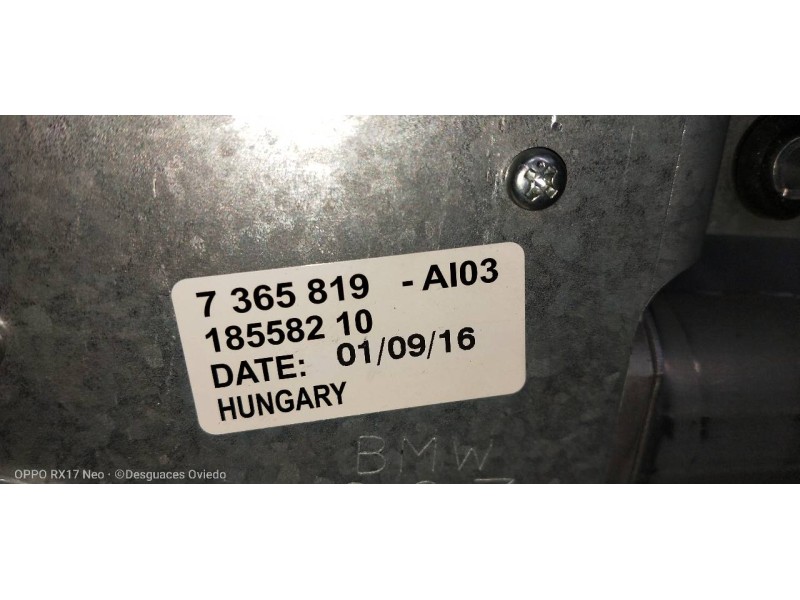 7 365 819 - AI03
185582 10
DATE: 01/09/16
HUNGARY
BMW
OPPO RX17 Neo · ©Desguaces Oviedo